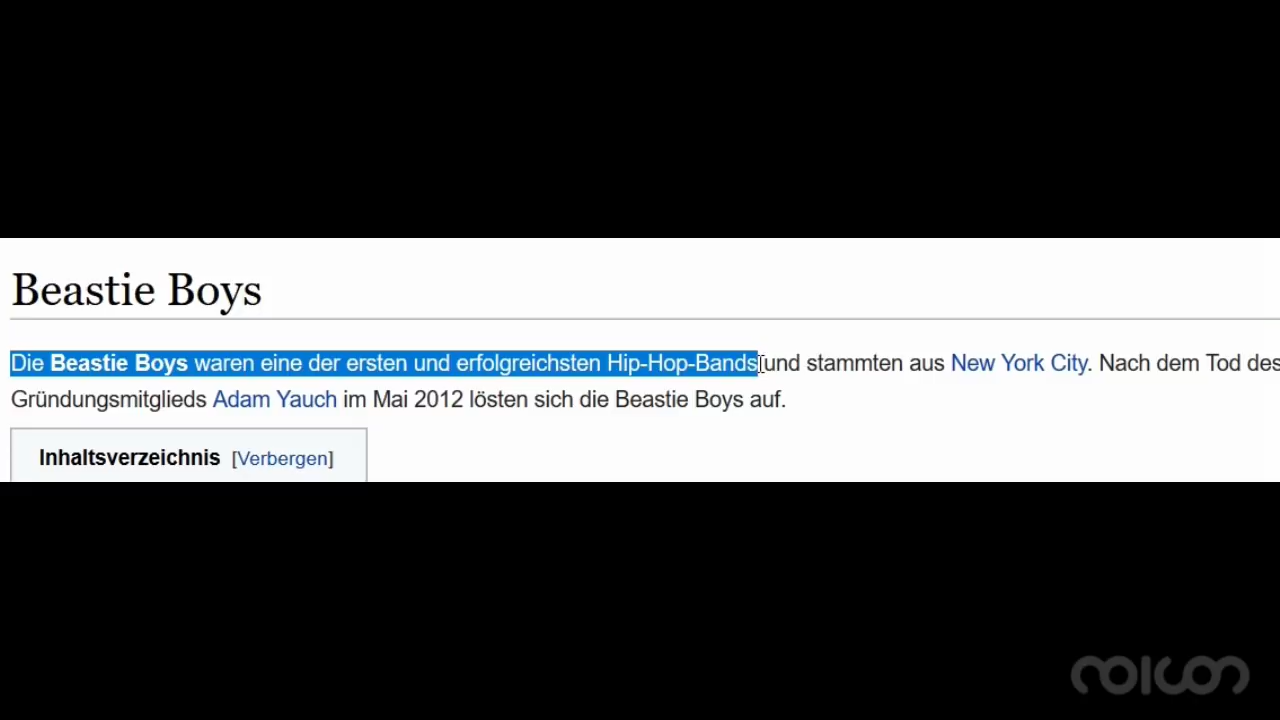 Beastie Boys
Die Beastie Boys waren eine der ersten und erfolgreichsten Hip-Hop-Bands und stammten aus New York City. Nach dem Tod des
Gründungsmitglieds Adam Yauch im Mai 2012 lösten sich die Beastie Boys auf.
Inhaltsverzeichnis [Verbergen]